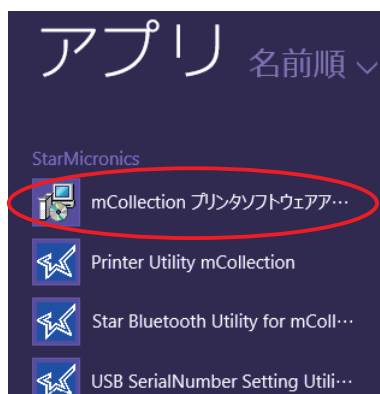 アプリ 名前順
StarMicronics
mCollection プリンタソフトウェアア…
Printer Utility mCollection
Star Bluetooth Utility for mColl…
USB SerialNumber Setting Utili…